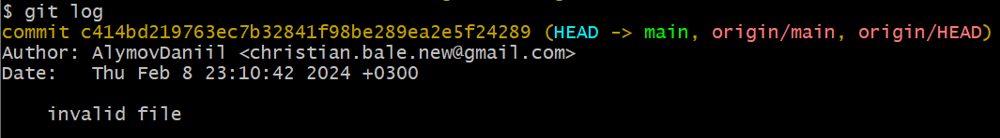 $ git log
commit c414bd219763ec7b32841f98be289ea2e5f24289 (HEAD -> main, origin/main, origin/HEAD)
Author: AlymovDaniil <christian.bale.new@gmail.com>
Date:   Thu Feb 8 23:10:42 2024 +0300
    invalid file